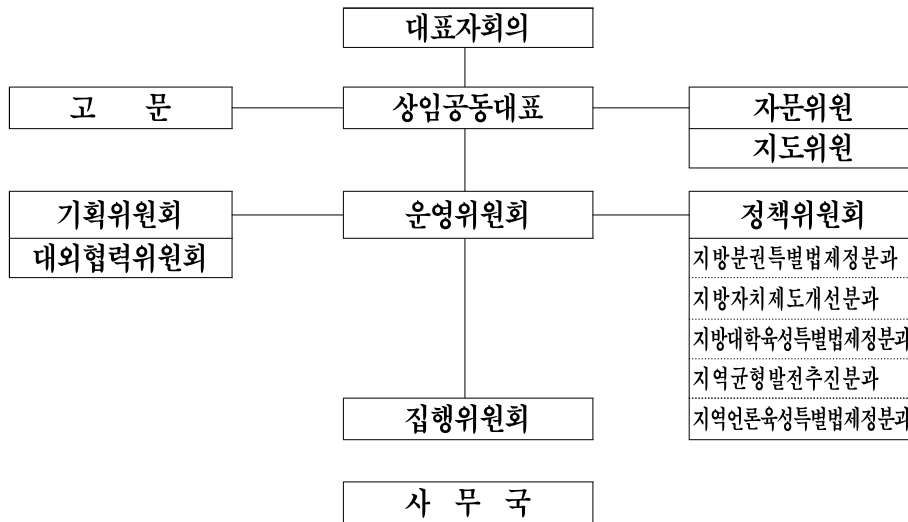 대표자회의
고 문
상임공동대표
자문위원
지도위원
기획위원회
대외협력위원회
운영위원회
정책위원회
지방분권특별법제정분과
지방자치제도개선분과
지방대학육성특별법제정분과
지역균형발전추진분과
지역언론육성특별법제정분과
집행위원회
사 무 국